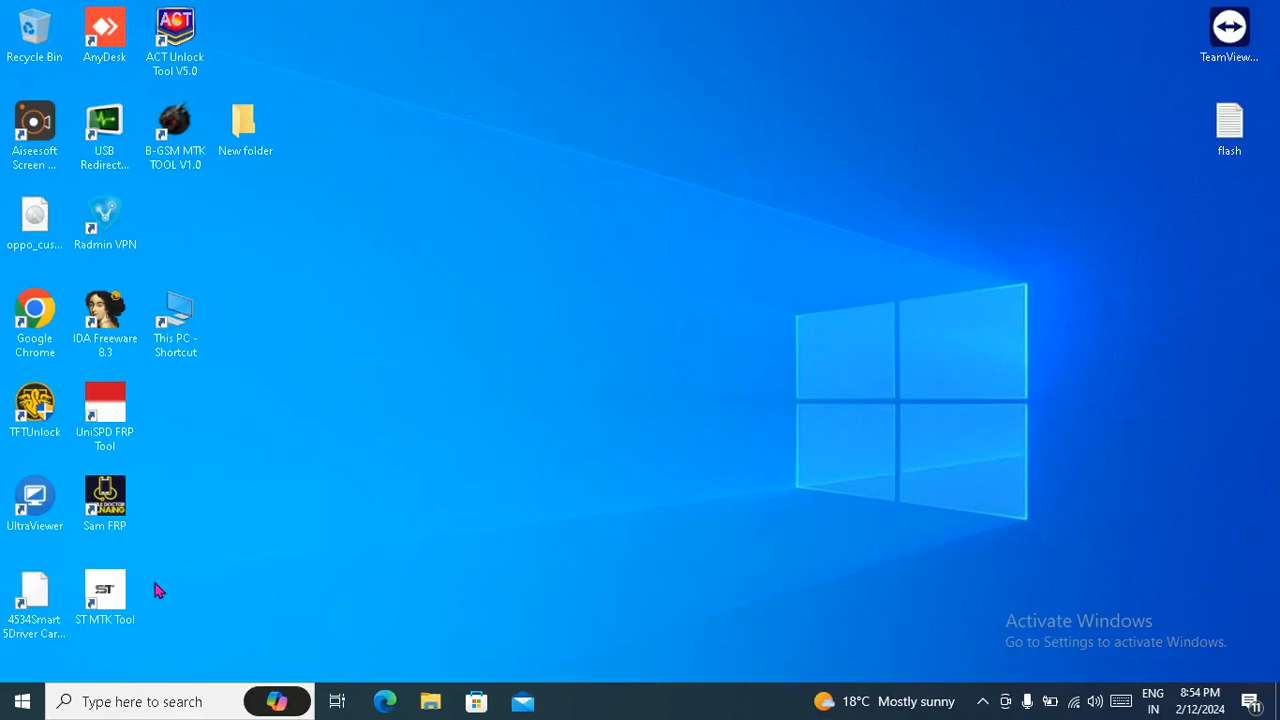 Recycle Bin
AnyDesk
ACT
ACT Unlock
Tool V5.0
TeamView...
Aiseesoft
Screen ...
USB
Redirect...
B-GSM MTK
TOOL V1.0
New folder
flash
oppo_cus...
Radmin VPN
Google
Chrome
IDA Freeware
8.3
This PC -
Shortcut
TFTUnlock
UniSPD FRP
Tool
UltraViewer
Sam FRP
4534Smart
5Driver Car...
ST
ST MTK Tool
Activate Windows
Go to Settings to activate Windows.
Type here to search
18°C Mostly sunny
ENG
IN
8:54 PM
2/12/2024
11